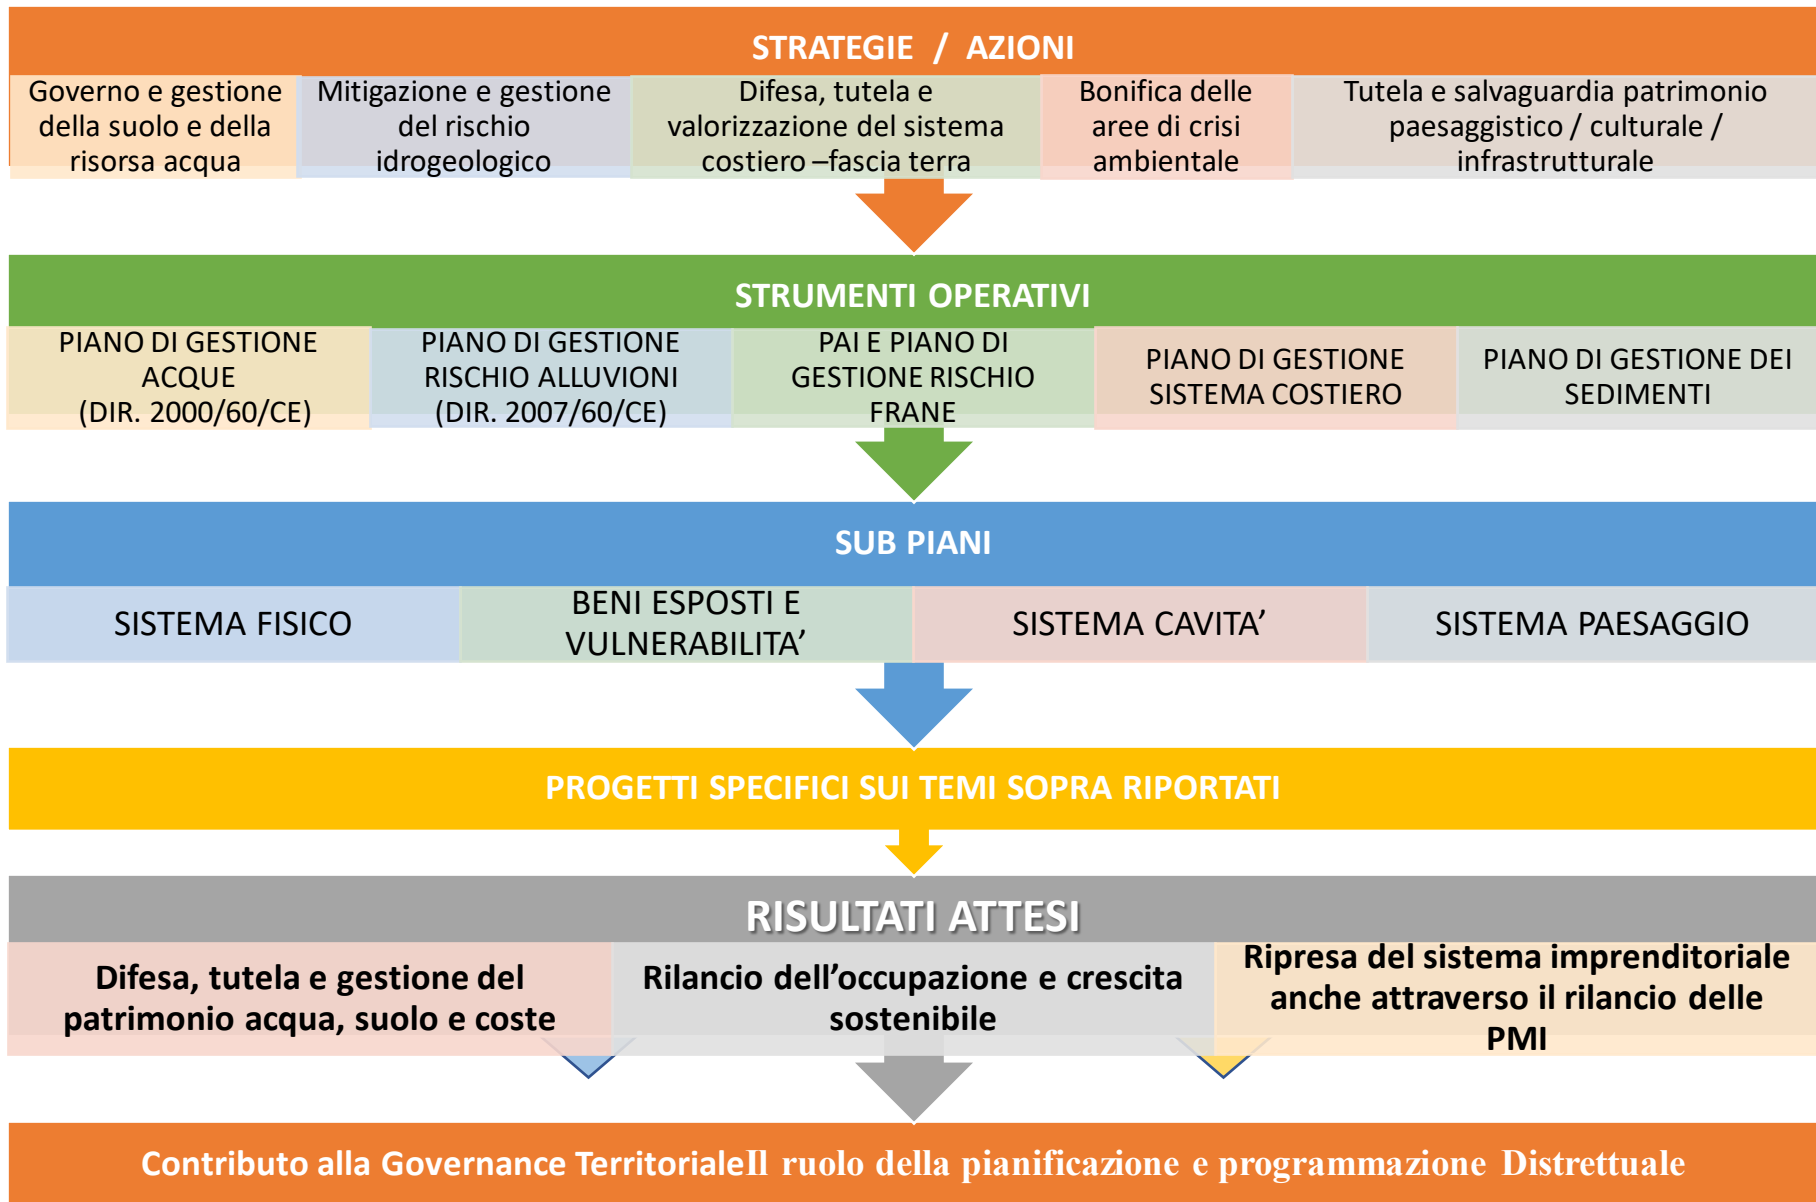 STRATEGIE / AZIONI
Governo e gestione
della suolo e della
risorsa acqua
Mitigazione e gestione
del rischio
idrogeologico
Difesa, tutela e
valorizzazione del sistema
costiero –fascia terra
Bonifica delle
aree di crisi
ambientale
Tutela e salvaguardia patrimonio
paesaggistico / culturale /
infrastrutturale
STRUMENTI OPERATIVI
PIANO DI GESTIONE
ACQUE
(DIR. 2000/60/CE)
PIANO DI GESTIONE
RISCHIO ALLUVIONI
(DIR. 2007/60/CE)
PAI E PIANO DI
GESTIONE RISCHIO
FRANE
PIANO DI GESTIONE
SISTEMA COSTIERO
PIANO DI GESTIONE DEI
SEDIMENTI
SUB PIANI
SISTEMA FISICO
BENI ESPOSTI E
VULNERABILITA’
SISTEMA CAVITA’
SISTEMA PAESAGGIO
PROGETTI SPECIFICI SUI TEMI SOPRA RIPORTATI
RISULTATI ATTESI
Difesa, tutela e gestione del
patrimonio acqua, suolo e coste
Rilancio dell’occupazione e crescita
sostenibile
Ripresa del sistema imprenditoriale
anche attraverso il rilancio delle
PMI
Contributo alla Governance TerritorialeIl ruolo della pianificazione e programmazione Distrettuale